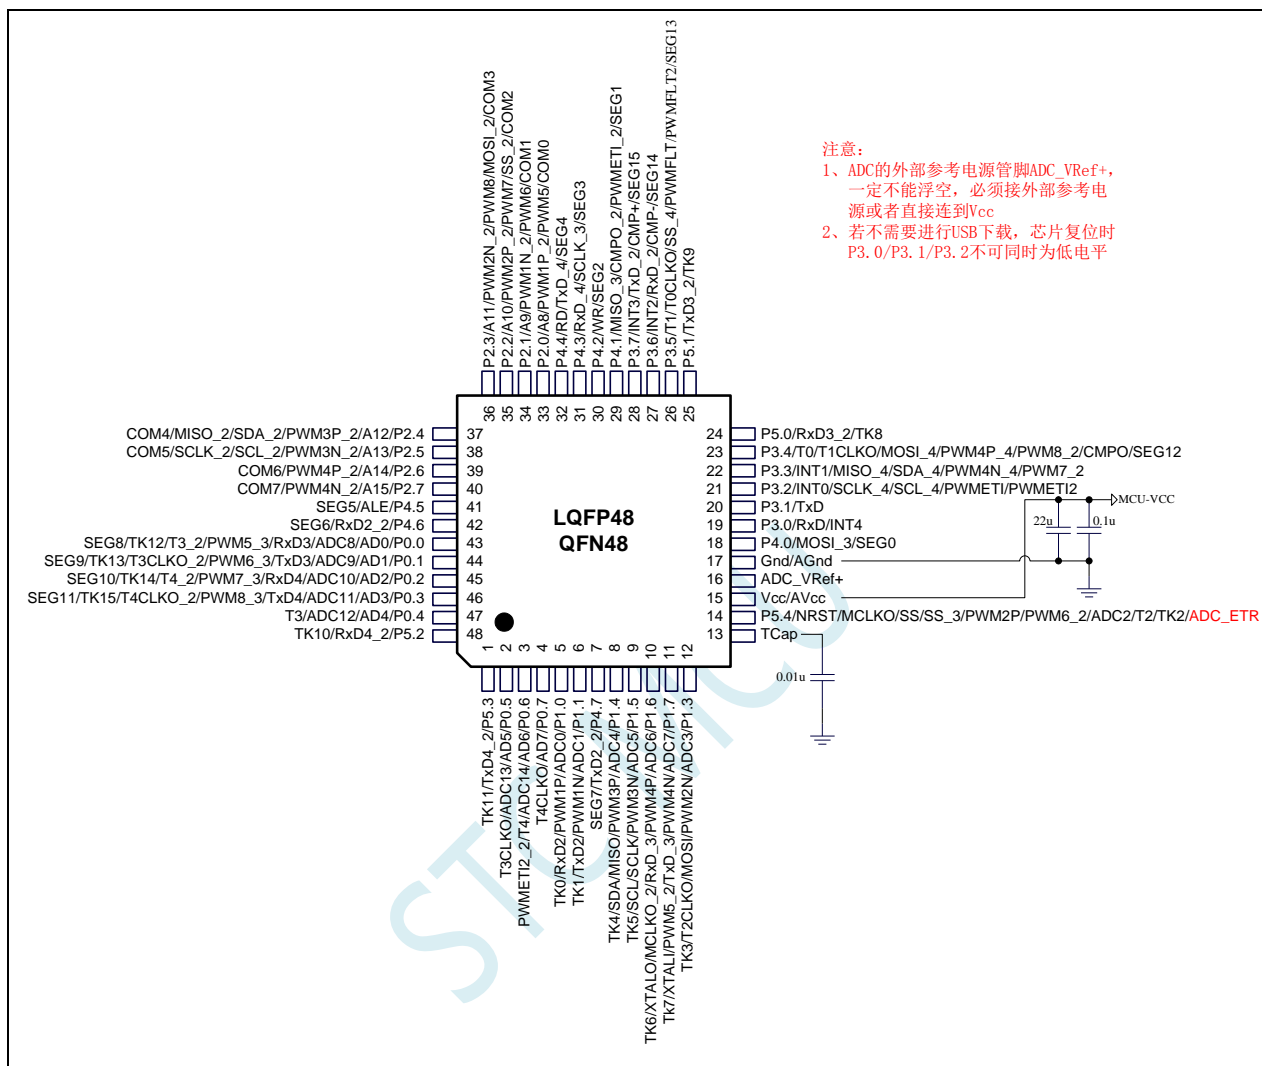 P2.3/A11/PWM2N_2/PWM8/MOSI_2/COM3
P2.2/A10/PWM2P_2/PWM7/SS_2/COM2
P2.1/A9/PWM1N_2/PWM6/COM1
P2.0/A8/PWM1P_2/PWM5/COM0
P4.4/RD/TxD_4/SEG4
P4.3/RxD_4/SCLK_3/SEG3
P4.2/WR/SEG2
P4.1/MISO_3/CMPO_2/PWMETI_2/SEG1
P3.7/INT3/TxD_2/CMP+/SEG15
P3.6/INT2/RxD_2/CMP-/SEG14
P3.5/T1/T0CLKO/SS_4/PWMFLT/PWMFLT2/SEG13
P5.1/TxD3_2/TK9
注意:
1、ADC的外部参考电源管脚ADC_VRef+,
一定不能浮空，必须接外部参考电
源或者直接连到Vcc
2、若不需要进行USB下载，芯片复位时
P3.0/P3.1/P3.2不可同时为低电平
36 35 34 33 32 31 30 29 28 27 26 25
COM4/MISO_2/SDA_2/PWM3P_2/A12/P2.4 37
COM5/SCLK_2/SCL_2/PWM3N_2/A13/P2.5 38
COM6/PWM4P_2/A14/P2.6 39
COM7/PWM4N_2/A15/P2.7 40
SEG5/ALE/P4.5 41
SEG6/RxD2_2/P4.6 42
SEG8/TK12/T3_2/PWM5_3/RxD3/ADC8/AD0/P0.0 43
SEG9/TK13/T3CLKO_2/PWM6_3/TxD3/ADC9/AD1/P0.1 44
SEG10/TK14/T4_2/PWM7_3/RxD4/ADC10/AD2/P0.2 45
SEG11/TK15/T4CLKO_2/PWM8_3/TxD4/ADC11/AD3/P0.3 46
T3/ADC12/AD4/P0.4 47
TK10/RxD4_2/P5.2 48
LQFP48
QFN48
24 P5.0/RxD3_2/TK8
23 P3.4/T0/T1CLKO/MOSI_4/PWM4P_4/PWM8_2/CMPO/SEG12
22 P3.3/INT1/MISO_4/SDA_4/PWM4N_4/PWM7_2
21 P3.2/INT0/SCLK_4/SCL_4/PWMETI/PWMETI2
20 P3.1/TxD
19 P3.0/RxD/INT4
18 P4.0/MOSI_3/SEG0
17 Gnd/AGnd
16 ADC_VRef+
15 Vcc/AVcc
14 P5.4/NRST/MCLKO/SS/SS_3/PWM2P/PWM6_2/ADC2/T2/TK2/ADC_ETR
13 TCap
MCU-VCC
22u
0.1u
0.01u
1 2 3 4 5 6 7 8 9 10 11 12
TK11/TxD4_2/P5.3
T3CLKO/ADC13/AD5/P0.5
PWMETI2_2/T4/ADC14/AD6/P0.6
T4CLKO/AD7/P0.7
TK0/RxD2/PWM1P/ADC0/P1.0
TK1/TxD2/PWM1N/ADC1/P1.1
SEG7/TxD2_2/P4.7
TK4/SDA/MISO/PWM3P/ADC4/P1.4
TK5/SCL/SCLK/PWM3N/ADC5/P1.5
TK6/XTALO/MCLKO_2/RxD_3/PWM4P/ADC6/P1.6
Tk7/XTALI/PWM5_2/TxD_3/PWM4N/ADC7/P1.7
TK3/T2CLKO/MOSI/PWM2N/ADC3/P1.3
STCMCU